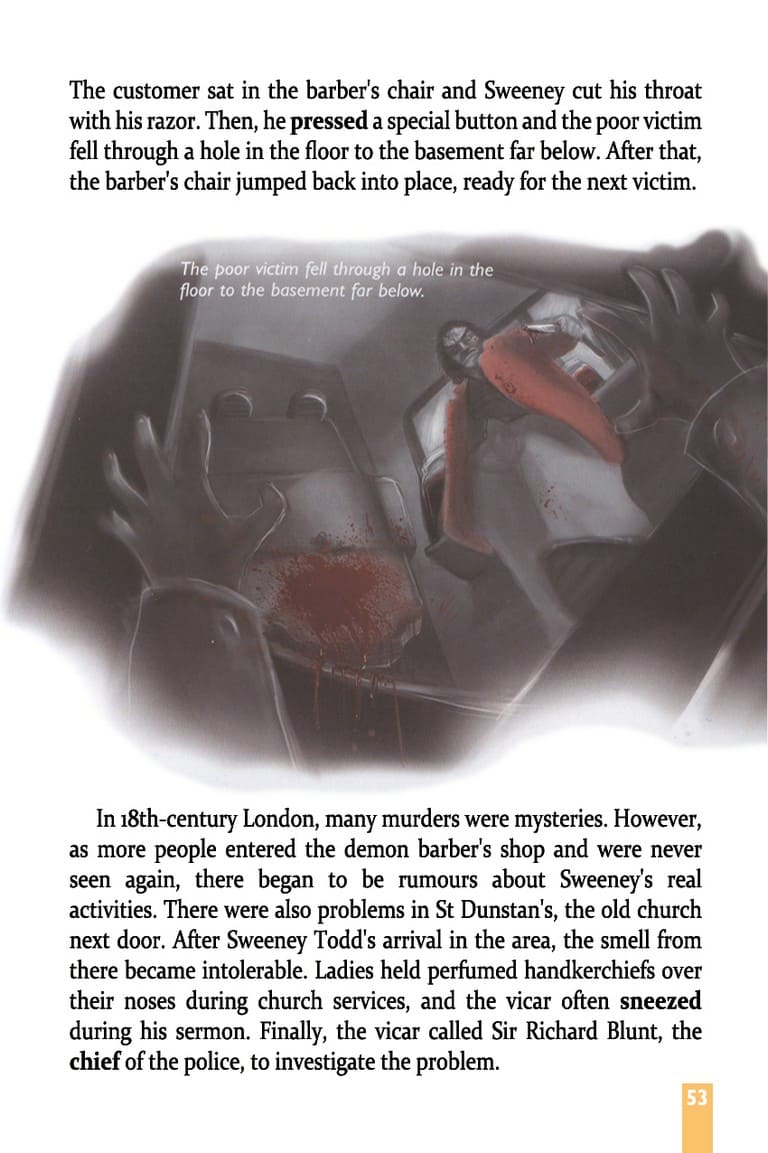 The customer sat in the barber's chair and Sweeney cut his throat
with his razor. Then, he pressed a special button and the poor victim
fell through a hole in the floor to the basement far below. After that,
the barber's chair jumped back into place, ready for the next victim.
The poor victim fell through a hole in the
floor to the basement far below.
In 18th-century London, many murders were mysteries. However,
as more people entered the demon barber's shop and were never
seen again, there began to be rumours about Sweeney's real
activities. There were also problems in St Dunstan's, the old church
next door. After Sweeney Todd's arrival in the area, the smell from
there became intolerable. Ladies held perfumed handkerchiefs over
their noses during church services, and the vicar often sneezed
during his sermon. Finally, the vicar called Sir Richard Blunt, the
chief of the police, to investigate the problem.
53